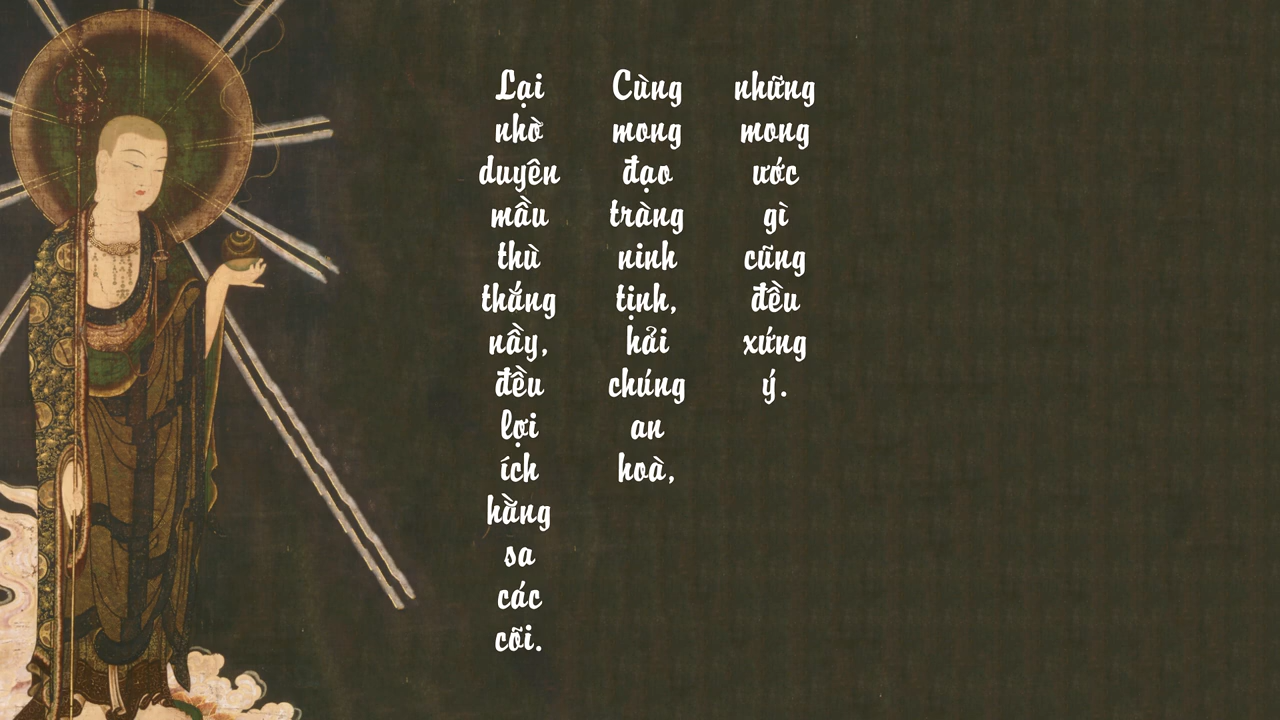 Lại nhờ duyên mầu thù thắng nầy, đều lợi ích hằng sa các cõi.
Cùng mong đạo tràng ninh tịnh, hải chúng an hoà,
những mong ước gì cũng đều xứng ý.